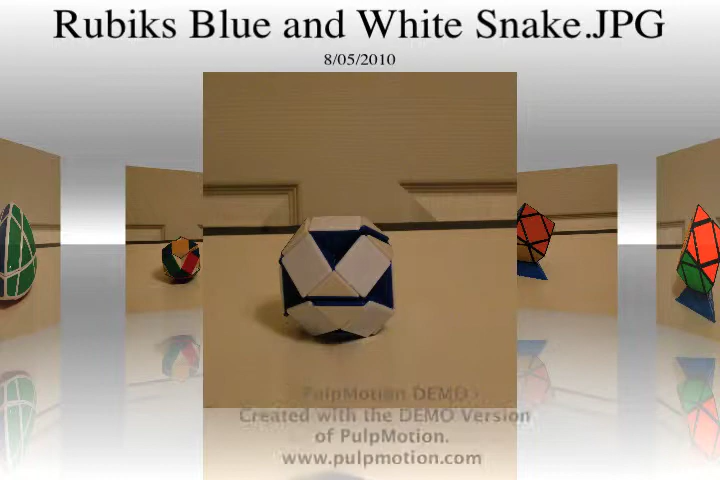 Rubiks Blue and White Snake.JPG
8/05/2010
PulpMotion DEMO
Created with the DEMO Version
of PulpMotion.
www.pulpmotion.com